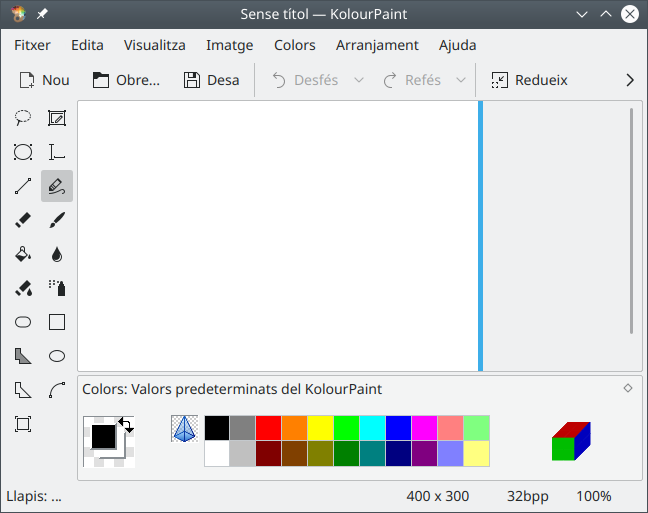 Sense títol — KolourPaint
Fitxer Edita Visualitza Imatge Colors Arranjament Ajuda
Nou Obre... Desa Desfés Refés Redueix
Colors: Valors predeterminats del KolourPaint
Llapis: ... 400 x 300 32bpp 100%